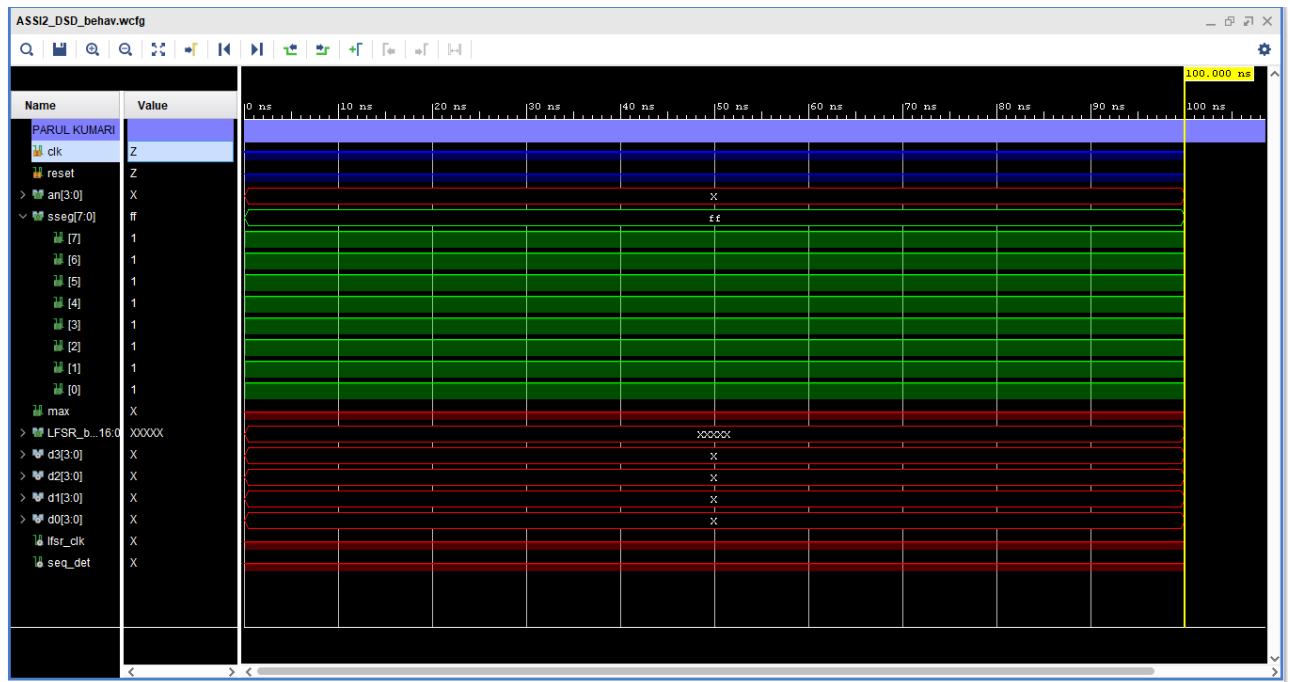 ASSI2_DSD_behav.wcfg
100.000 ns
Name Value
0 ns 10 ns 20 ns 30 ns 40 ns 50 ns 60 ns 70 ns 80 ns 90 ns 100 ns
PARUL KUMARI
clk Z
reset Z
an[3:0] X X
sseg[7:0] ff ff
[7] 1
[6] 1
[5] 1
[4] 1
[3] 1
[2] 1
[1] 1
[0] 1
max X
LFSR_b...16:0 XXXXX XXXXX
d3[3:0] X X
d2[3:0] X X
d1[3:0] X X
d0[3:0] X X
lfsr_clk X
seq_det X